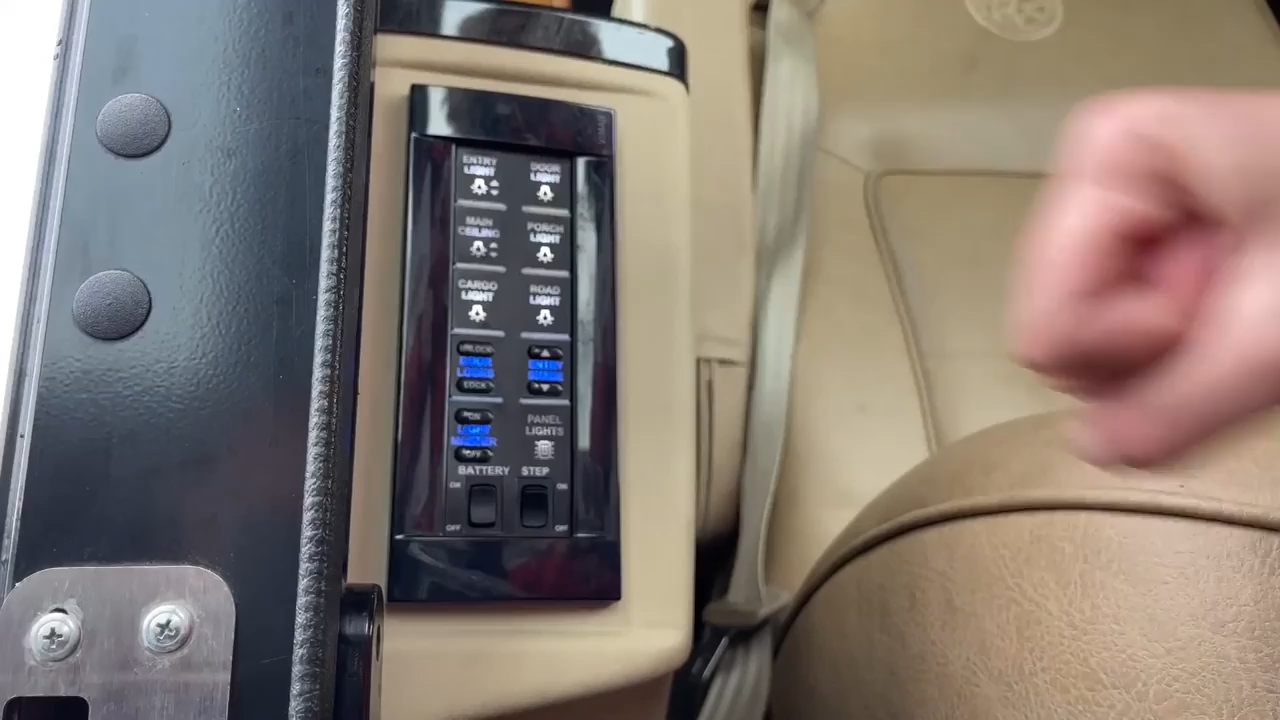 ENTRY
LIGHT
DOOR
LIGHT
MAIN
CEILING
PORCH
LIGHT
CARGO
LIGHT
ROAD
LIGHT
UNLOCK
DOOR
LOCKS
LOCK
ENTRY
ON
LIGHT
MASTER
OFF
PANEL
LIGHTS
BATTERY
STEP
ON
OFF
ON
OFF